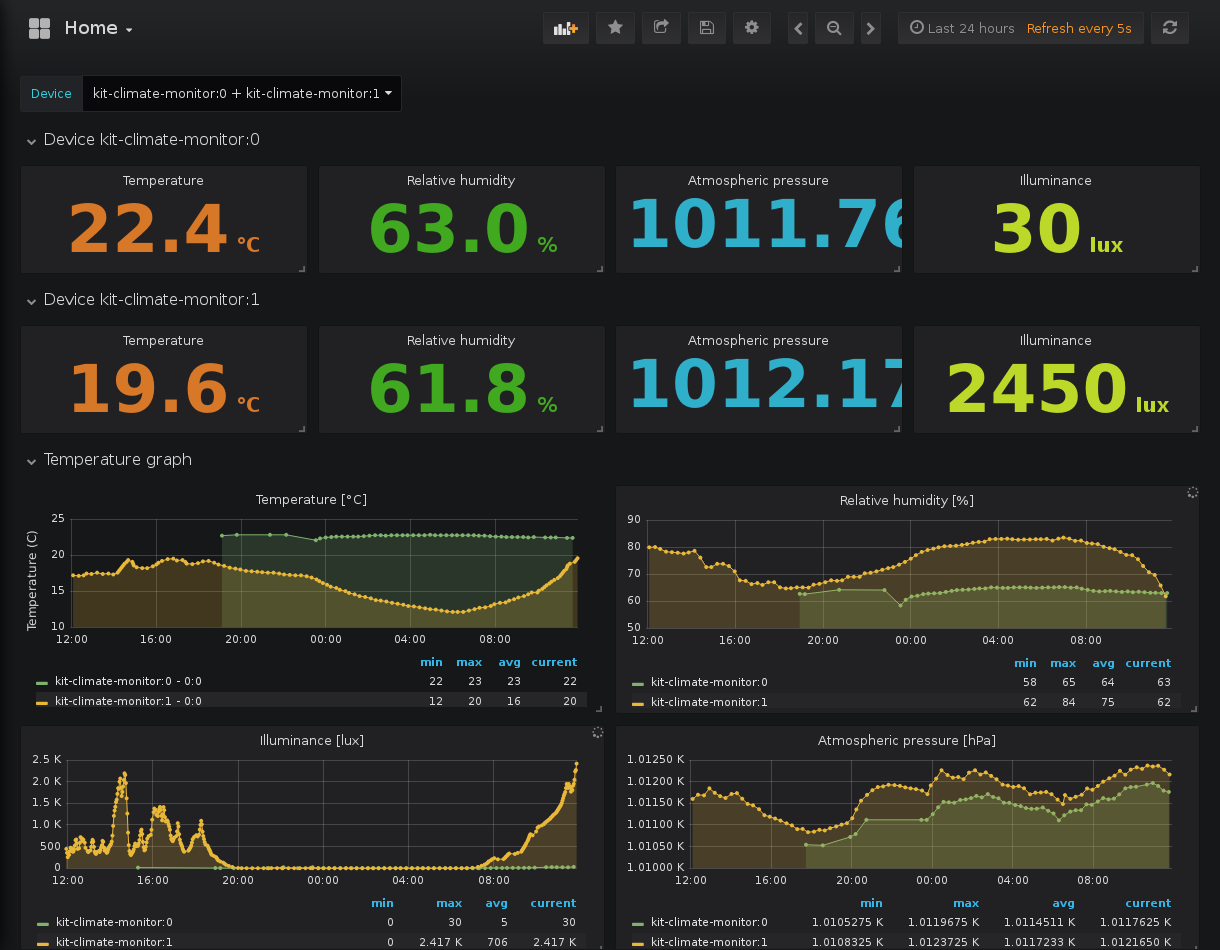 Home
Last 24 hours Refresh every 5s
Device kit-climate-monitor:0 + kit-climate-monitor:1
Device kit-climate-monitor:0
Temperature Relative humidity Atmospheric pressure Illuminance
22.4 °C 63.0 % 1011.76 30 lux
Device kit-climate-monitor:1
Temperature Relative humidity Atmospheric pressure Illuminance
19.6 °C 61.8 % 1012.17 2450 lux
Temperature graph
Temperature [°C]
Temperature (C)
25
20
15
10
12:00 16:00 20:00 00:00 04:00 08:00
min max avg current
kit-climate-monitor:0 - 0:0 22 23 23 22
kit-climate-monitor:1 - 0:0 12 20 16 20
Relative humidity [%]
90
80
70
60
50
12:00 16:00 20:00 00:00 04:00 08:00
min max avg current
kit-climate-monitor:0 58 65 64 63
kit-climate-monitor:1 62 84 75 62
Illuminance [lux]
2.5 K
2.0 K
1.5 K
1.0 K
500
0
12:00 16:00 20:00 00:00 04:00 08:00
min max avg current
kit-climate-monitor:0 0 30 5 30
kit-climate-monitor:1 0 2.417 K 706 2.417 K
Atmospheric pressure [hPa]
1.01250 K
1.01200 K
1.01150 K
1.01100 K
1.01050 K
1.01000 K
12:00 16:00 20:00 00:00 04:00 08:00
min max avg current
kit-climate-monitor:0 1.0105275 K 1.0119675 K 1.0114511 K 1.0117625 K
kit-climate-monitor:1 1.0108325 K 1.0123725 K 1.0117233 K 1.0121650 K